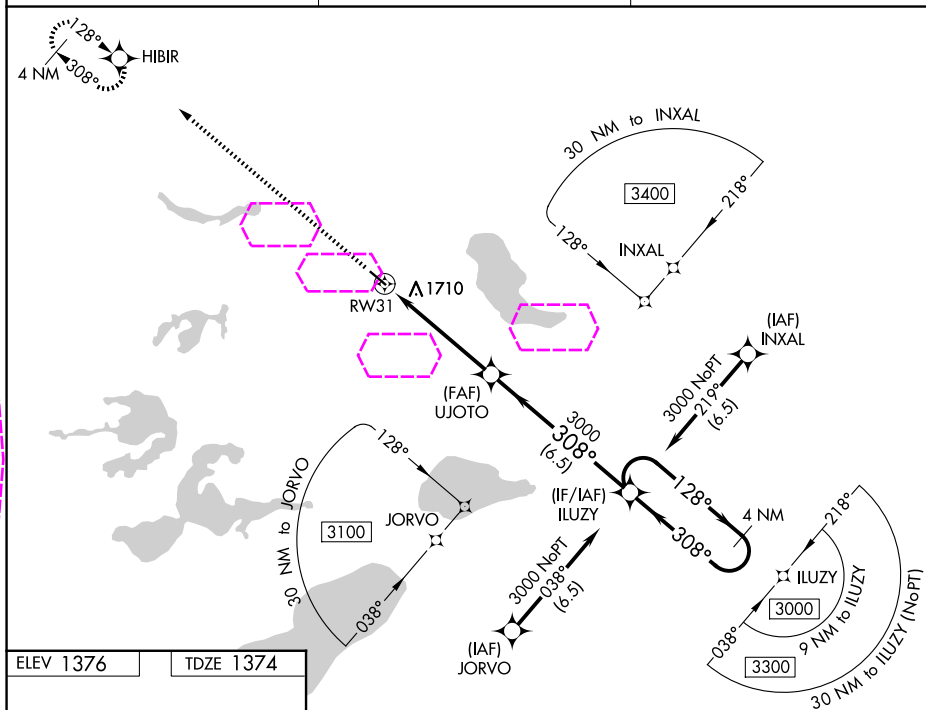 128°
HIBIR
4 NM
308°
30 NM to INXAL
3400
218°
128°
INXAL
1710
RW31
(IAF)
INXAL
3000 NoPT
219°
(6.5)
(FAF)
UJOTO
3000
308°
(6.5)
30 NM to JORVO
128°
JORVO
3100
038°
(IF/IAF)
ILUZY
128°
4 NM
308°
3000 NoPT
038°
(6.5)
(IAF)
JORVO
218°
ILUZY
3000
038°
9 NM to ILUZY
3300
30 NM to ILUZY (NoPT)
ELEV 1376
TDZE 1374